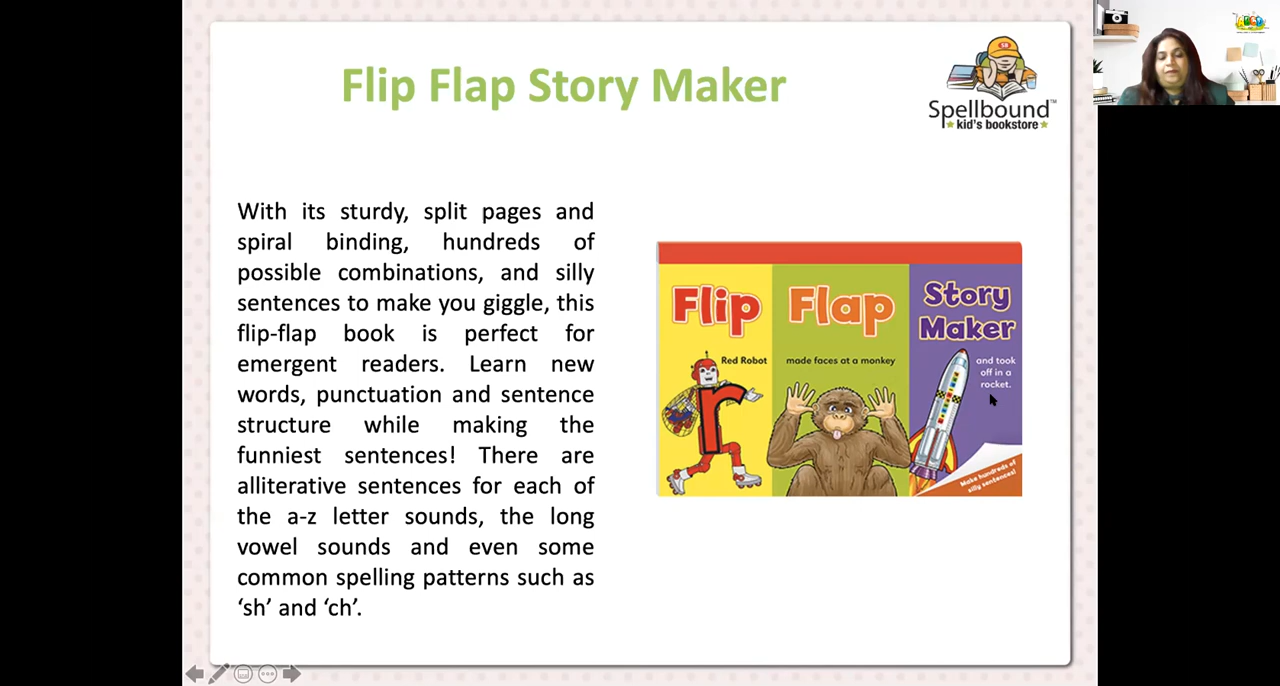 Flip Flap Story Maker
SB
Spellbound™
kid's bookstore
With its sturdy, split pages and
spiral binding, hundreds of
possible combinations, and silly
sentences to make you giggle, this
flip-flap book is perfect for
emergent readers. Learn new
words, punctuation and sentence
structure while making the
funniest sentences! There are
alliterative sentences for each of
the a-z letter sounds, the long
vowel sounds and even some
common spelling patterns such as
‘sh’ and ‘ch’.
Flip
Red Robot
r
Flap
made faces at a monkey
Story
Maker
and took
off in a
rocket.
Make hundreds of
silly sentences!